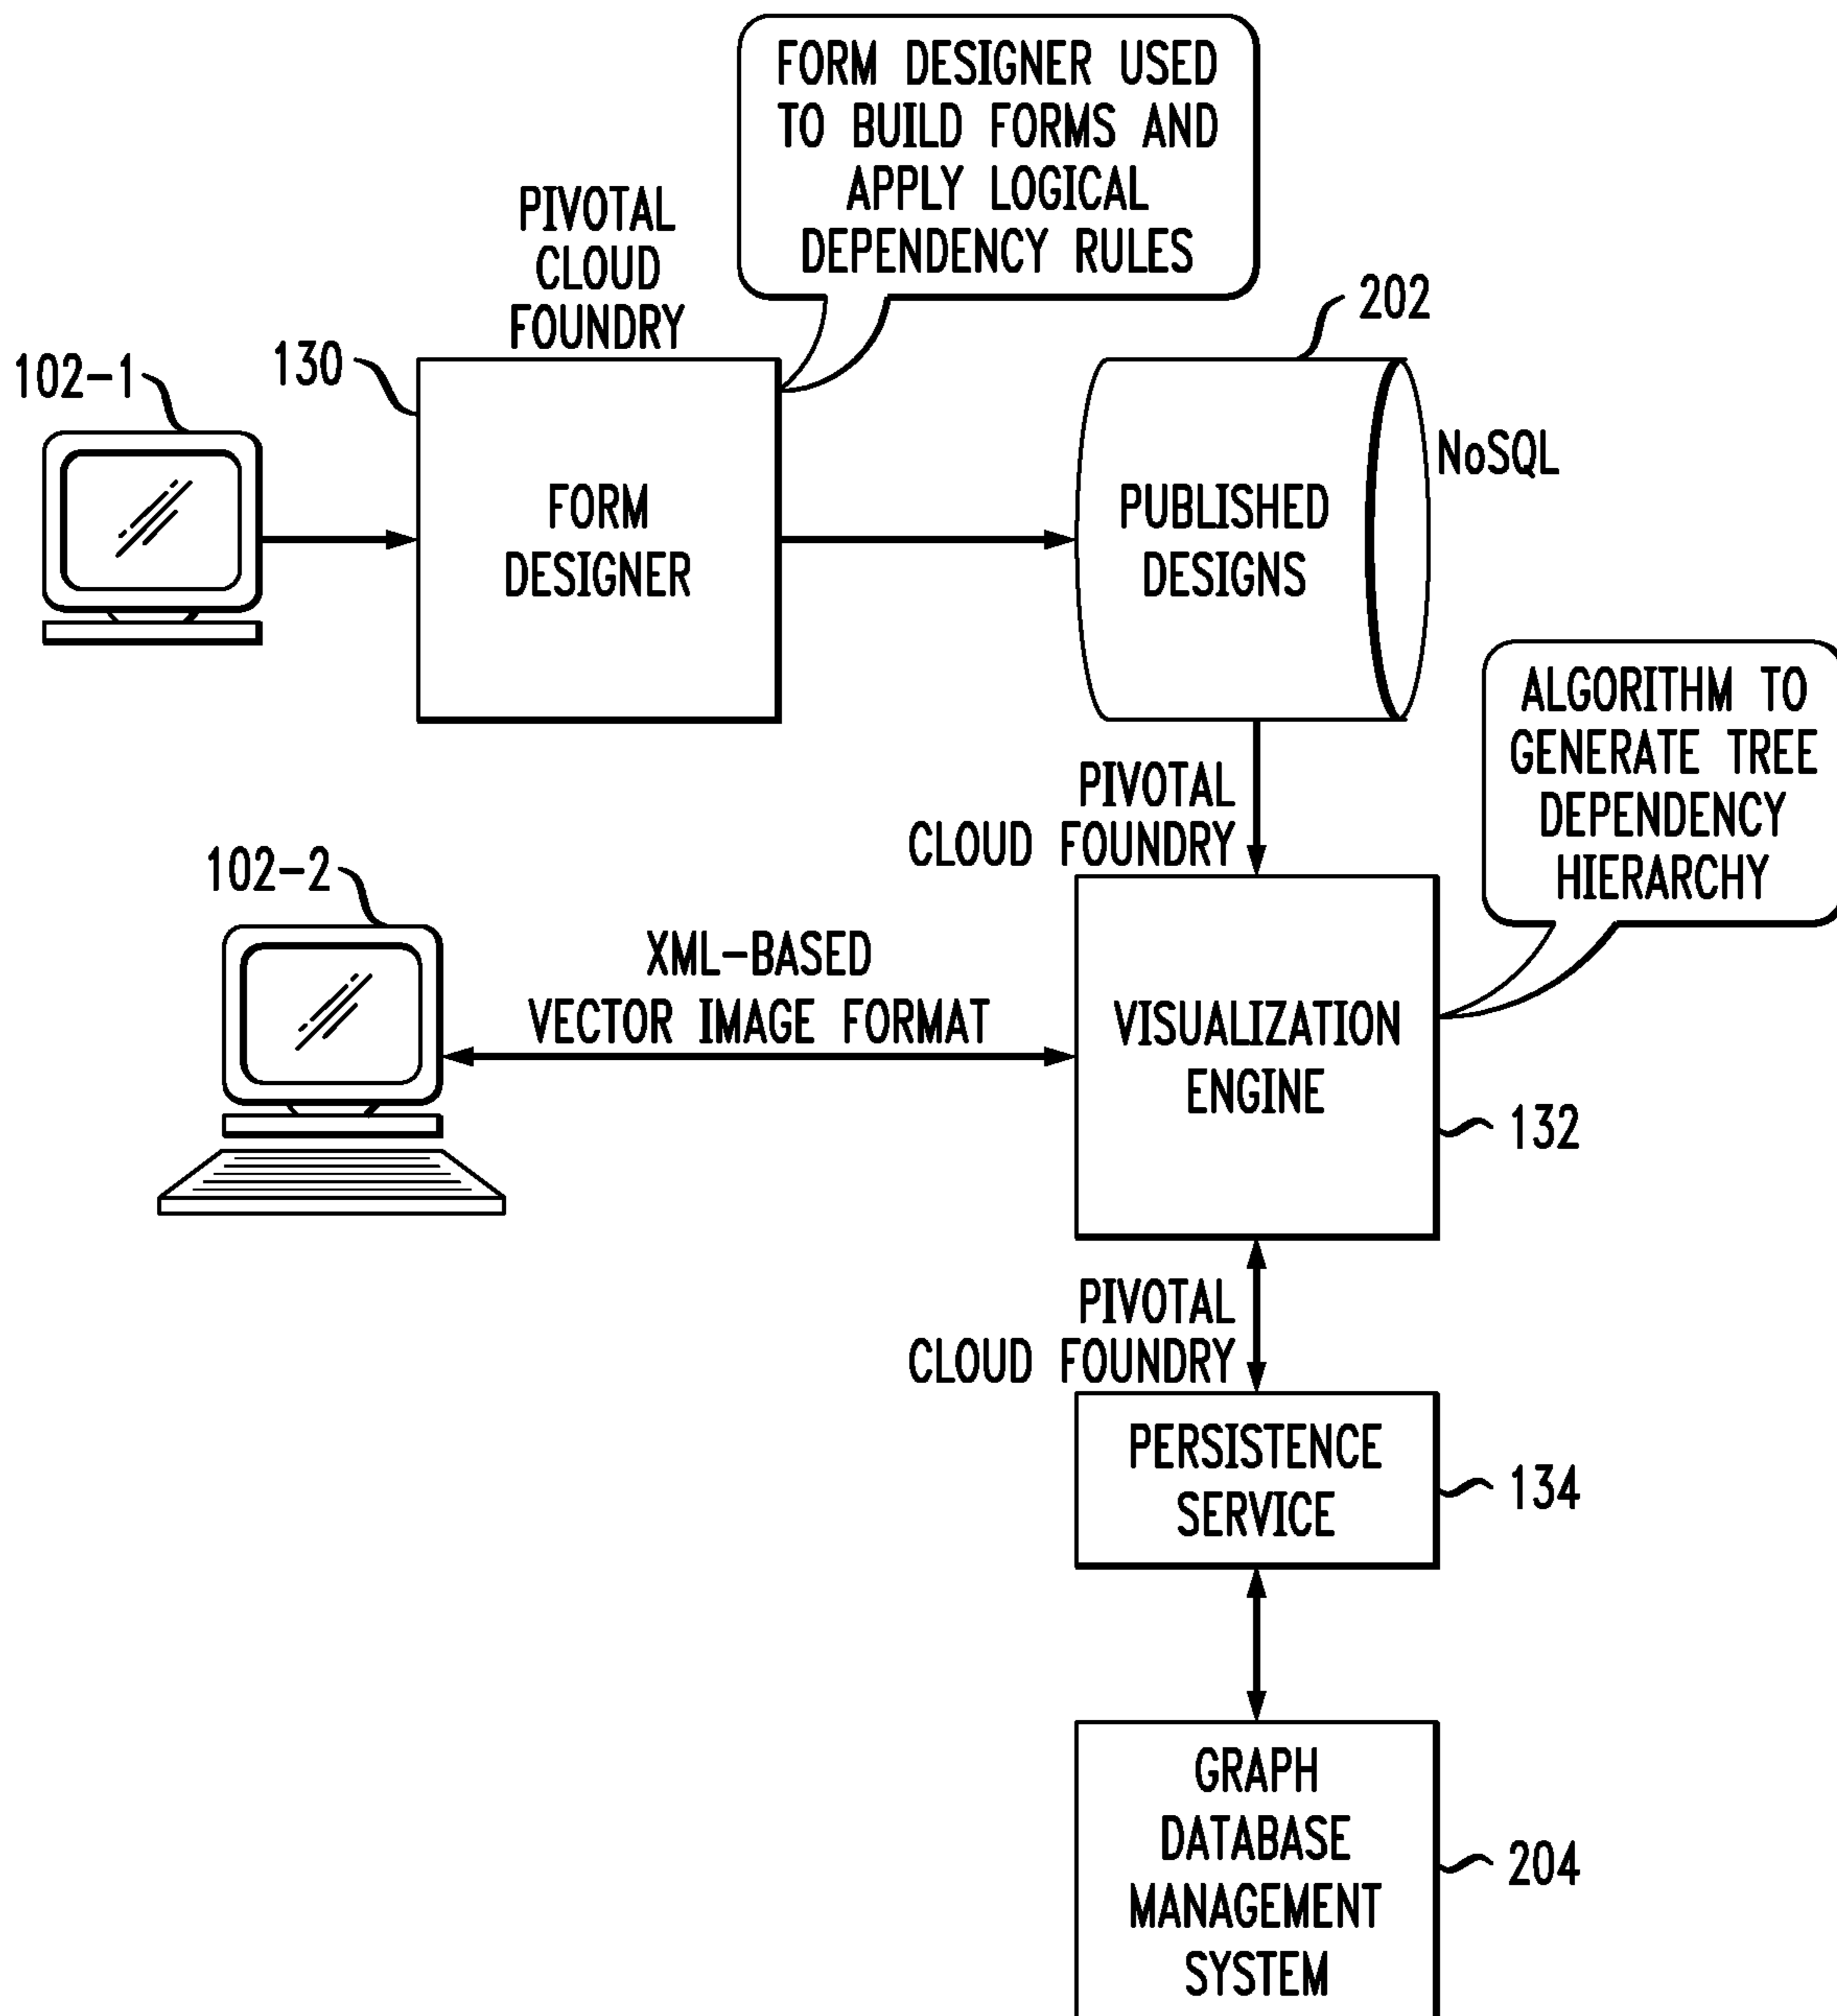 FORM DESIGNER USED
TO BUILD FORMS AND
APPLY LOGICAL
DEPENDENCY RULES
PIVOTAL
CLOUD
FOUNDRY
202
102-1
130
NoSQL
FORM
DESIGNER
PUBLISHED
DESIGNS
ALGORITHM TO
GENERATE TREE
DEPENDENCY
HIERARCHY
PIVOTAL
CLOUD FOUNDRY
102-2
XML-BASED
VECTOR IMAGE FORMAT
VISUALIZATION
ENGINE
132
PIVOTAL
CLOUD FOUNDRY
PERSISTENCE
SERVICE
134
GRAPH
DATABASE
MANAGEMENT
SYSTEM
204